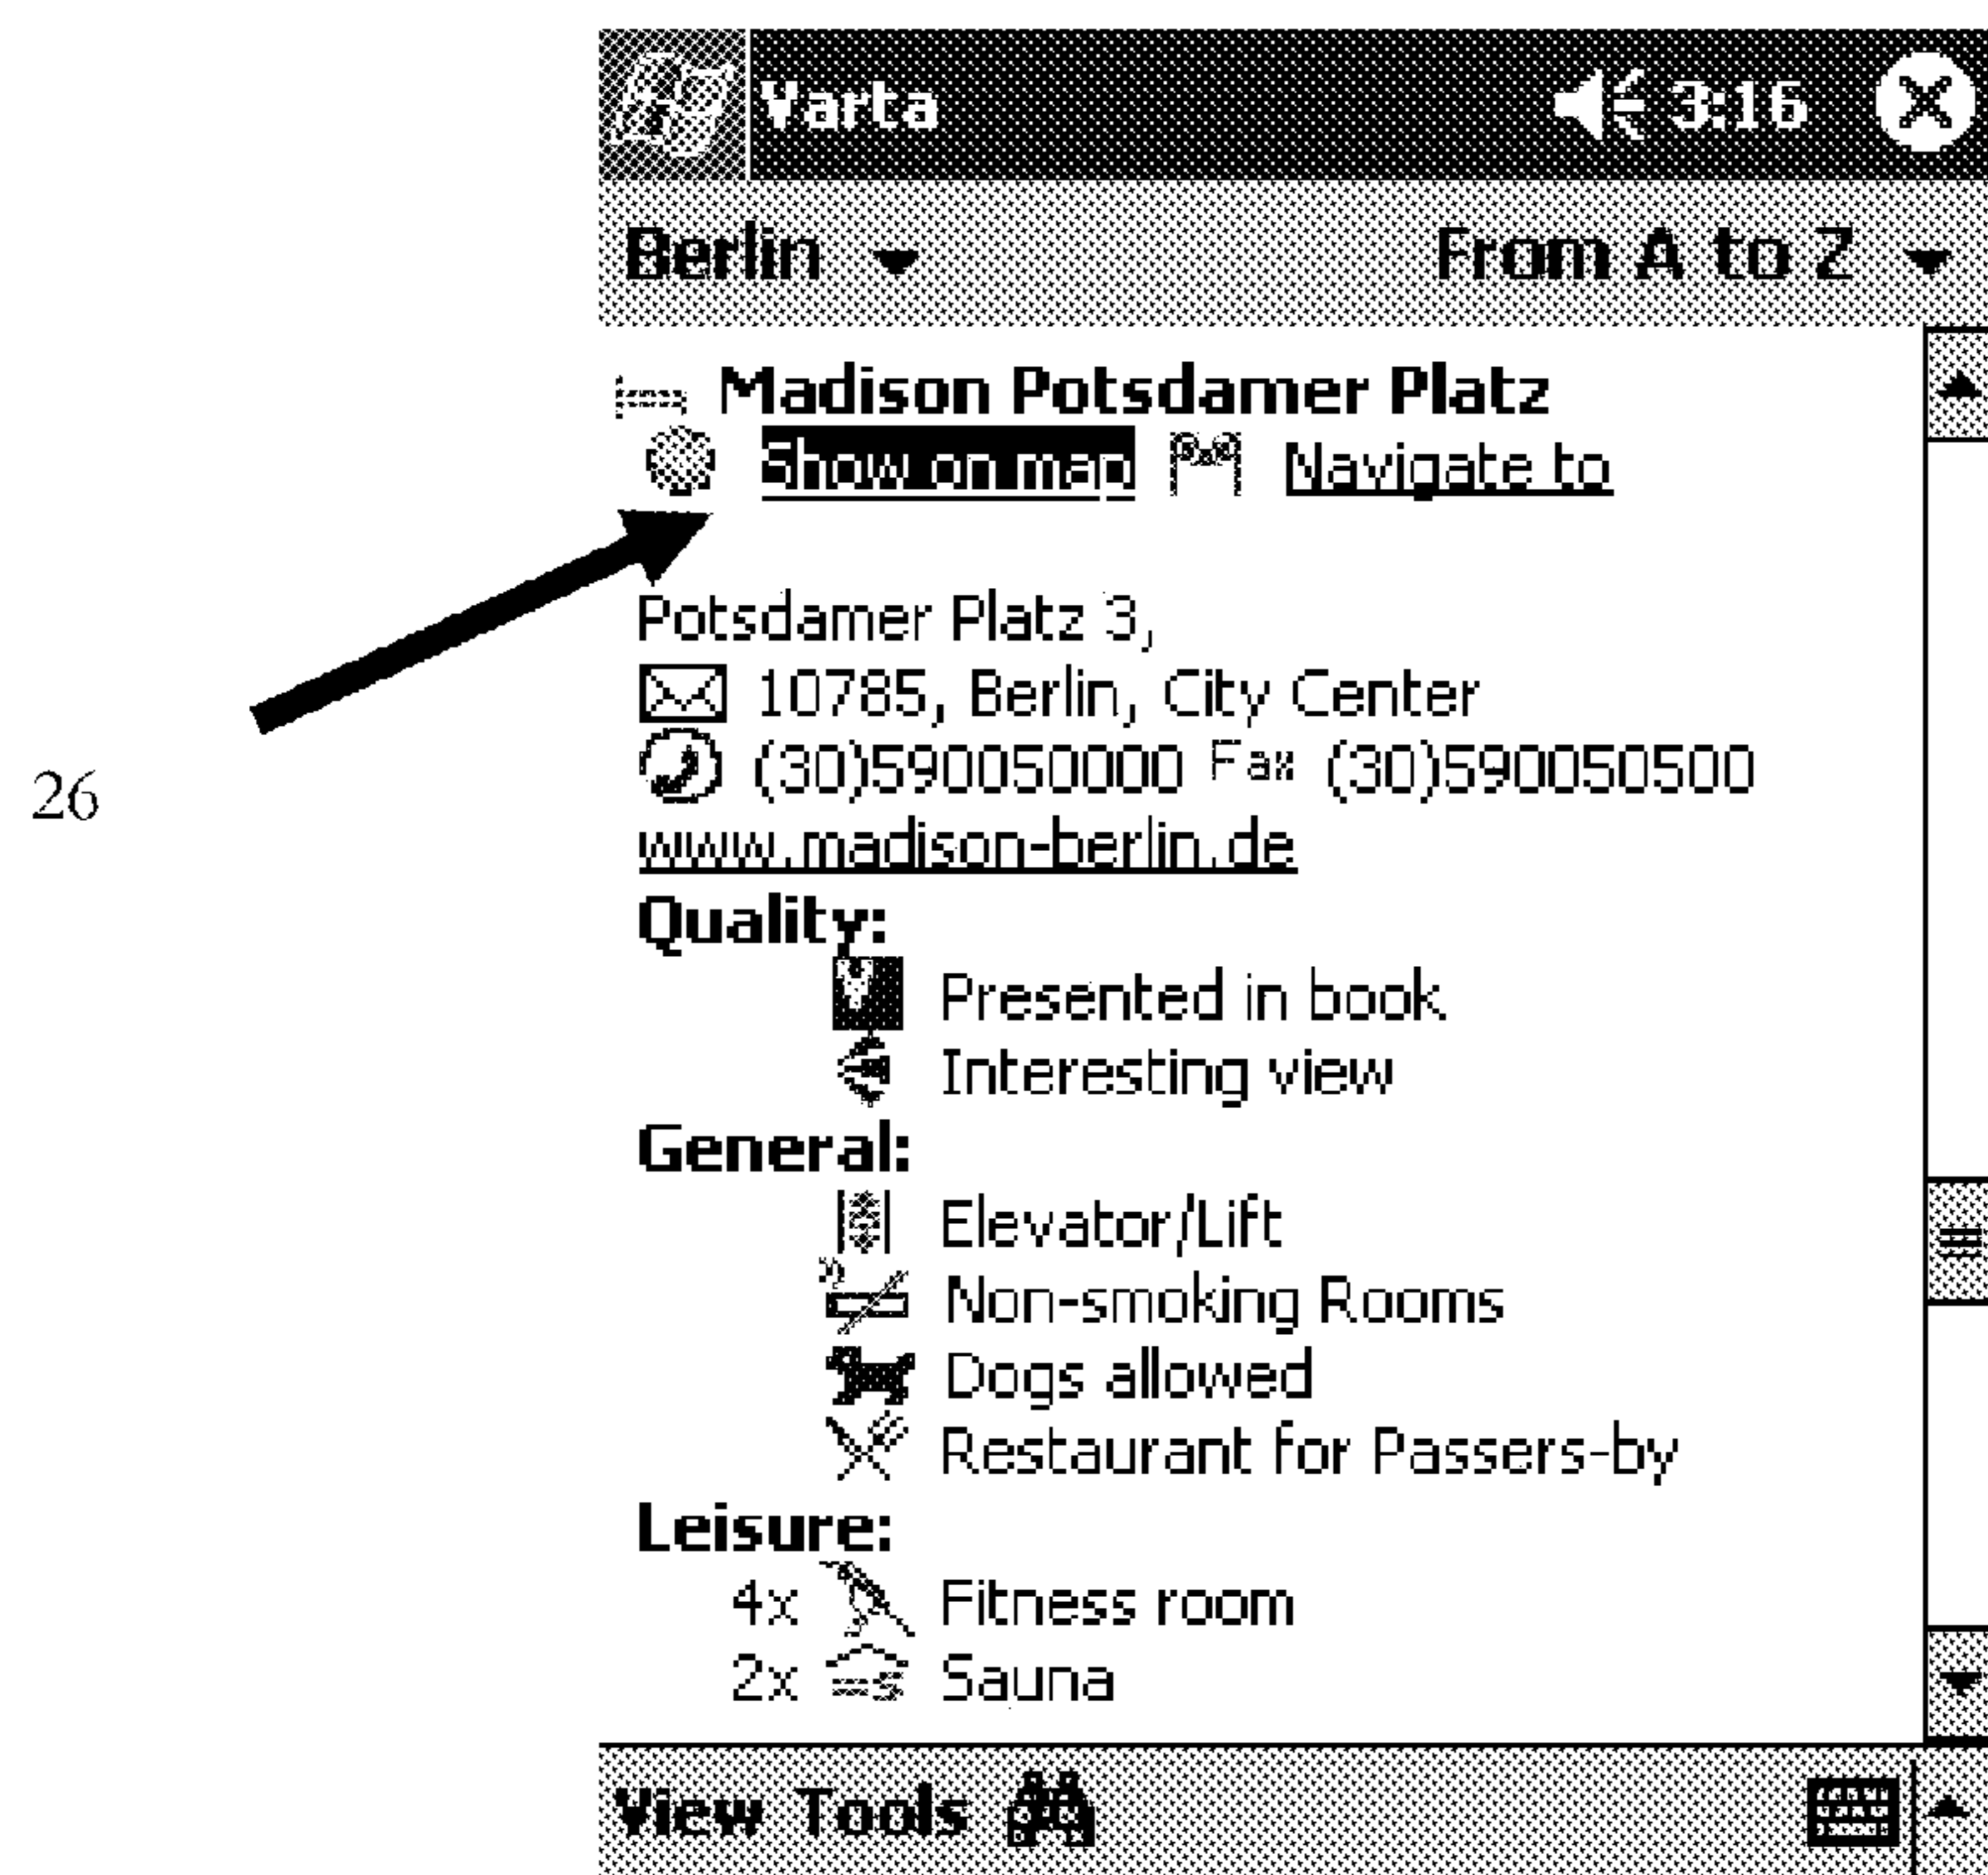 Varta 3:16
Berlin From A to Z
Madison Potsdamer Platz
Show on map Navigate to
Potsdamer Platz 3,
10785, Berlin, City Center
(30)590050000 Fax (30)590050500
26
www.madison-berlin.de
Quality:
Presented in book
Interesting view
General:
Elevator/Lift
Non-smoking Rooms
Dogs allowed
Restaurant for Passers-by
Leisure:
4x Fitness room
2x Sauna
View Tools